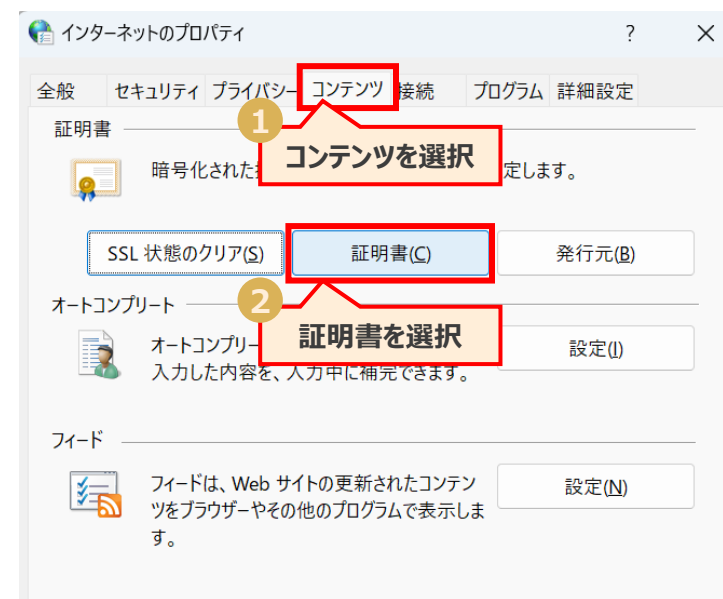 インターネットのプロパティ ? ×
全般 セキュリティ プライバシー コンテンツ 接続 プログラム 詳細設定
証明書
1
コンテンツを選択
暗号化された 定します。
SSL 状態のクリア(S) 証明書(C) 発行元(B)
オートコンプリート
2
証明書を選択
オートコンプリー 設定(I)
入力した内容を、入力中に補完できます。
フィード
フィードは、Web サイトの更新されたコンテン 設定(N)
ツをブラウザーやその他のプログラムで表示しま
す。